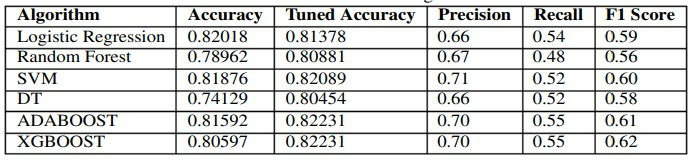 Algorithm Accuracy Tuned Accuracy Precision Recall F1 Score
Logistic Regression 0.82018 0.81378 0.66 0.54 0.59
Random Forest 0.78962 0.80881 0.67 0.48 0.56
SVM 0.81876 0.82089 0.71 0.52 0.60
DT 0.74129 0.80454 0.66 0.52 0.58
ADABOOST 0.81592 0.82231 0.70 0.55 0.61
XGBOOST 0.80597 0.82231 0.70 0.55 0.62